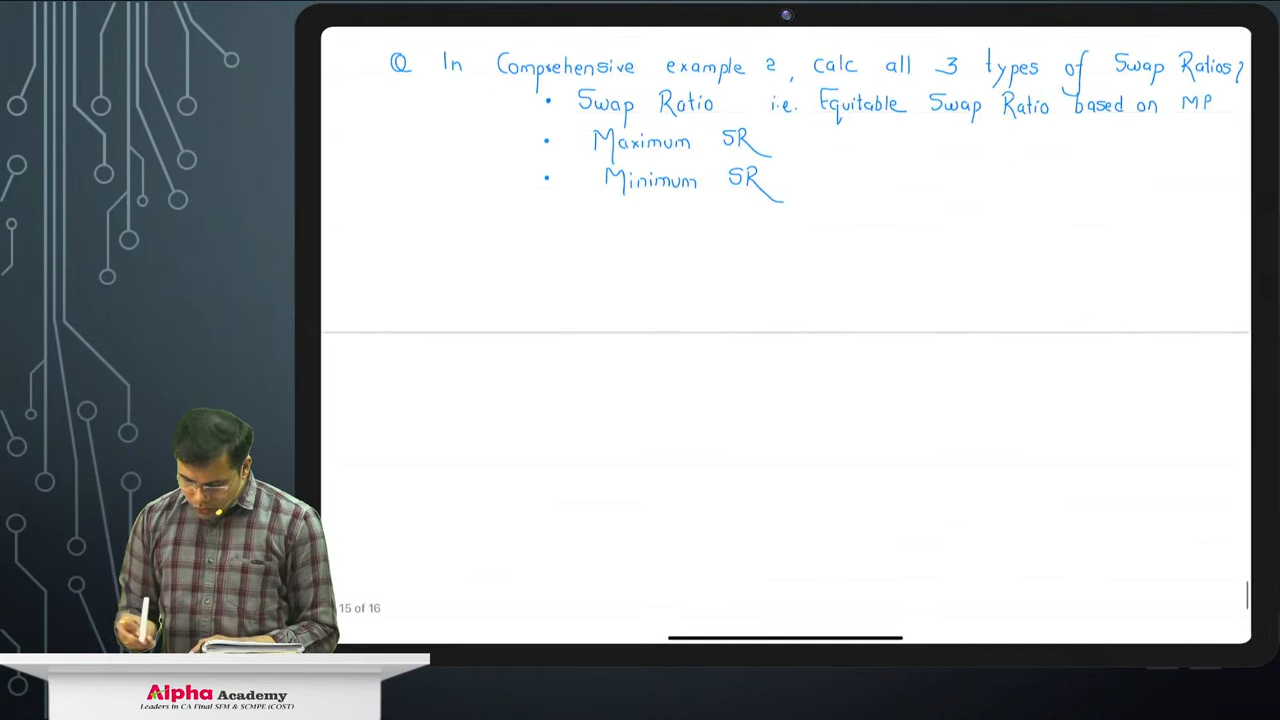 Q In Comprehensive example 2, calc all 3 types of Swap Ratios?
• Swap Ratio i.e. Equitable Swap Ratio based on MP
• Maximum SR
• Minimum SR
15 of 16
Alpha Academy
Leaders in CA Final SFM & SCMPE (COST)